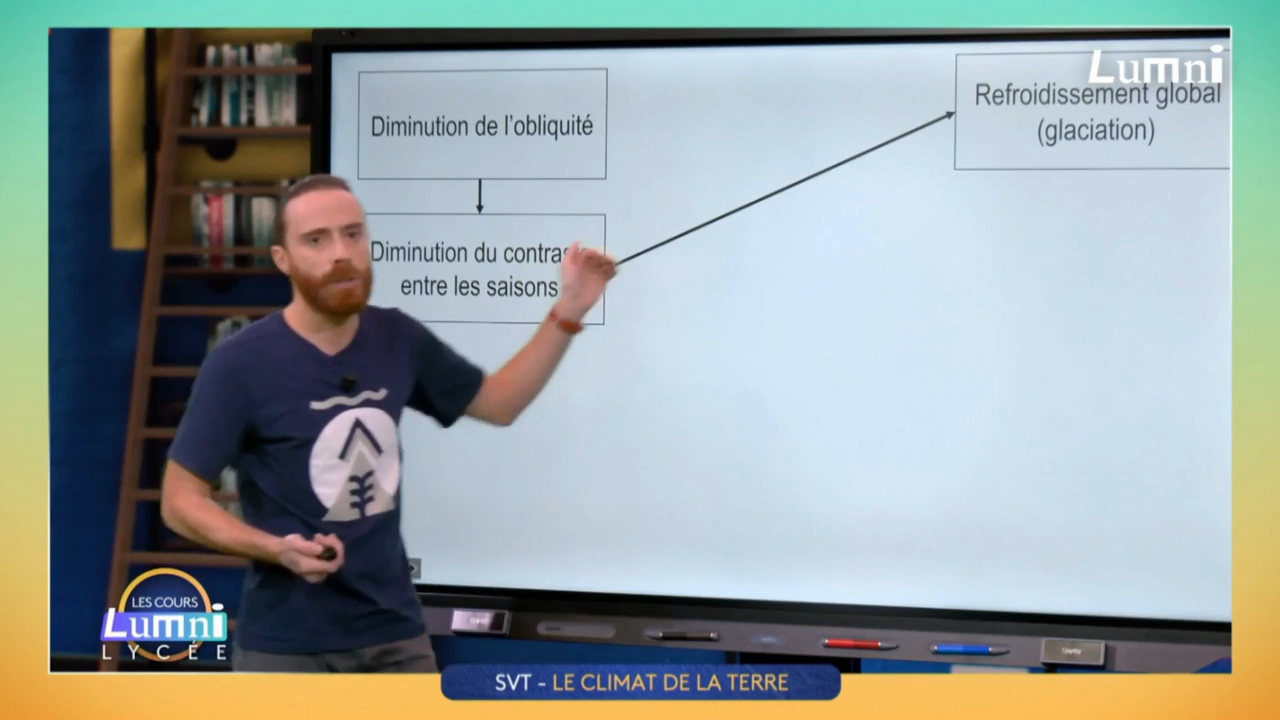 Lumni
Diminution de l’obliquité
Refroidissement global
(glaciation)
Diminution du contras
entre les saisons
LES COURS
Lumni
LYCÉE
SVT - LE CLIMAT DE LA TERRE